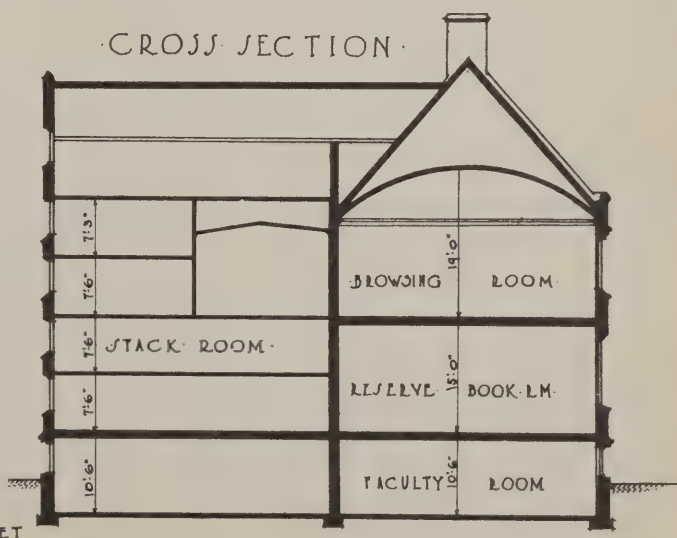 ·CROSS SECTION·
7'3"
7'6"
·STACK· ROOM·
7'6"
7'6"
10'6"
·BROWSING ROOM·
19'0"
RESERVE· BOOK·RM·
15'0"
FACULTY ROOM
10'6"
ET